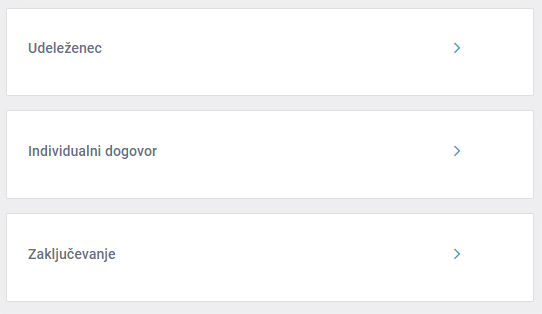 Udeleženec
Individualni dogovor
Zaključevanje